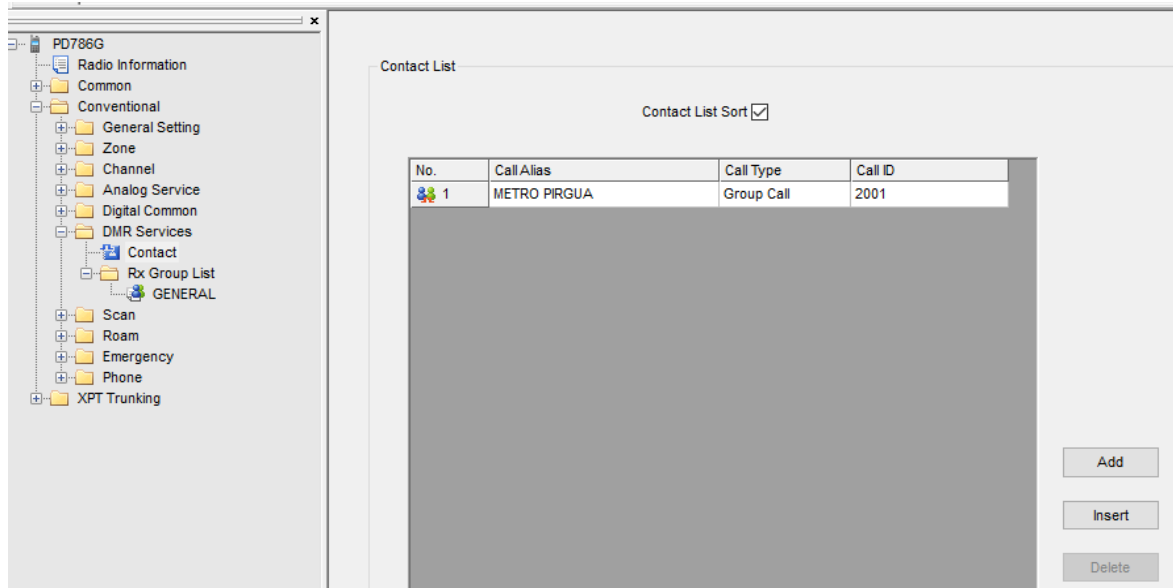 PD786G
Radio Information
Common
Conventional
General Setting
Zone
Channel
Analog Service
Digital Common
DMR Services
Contact
Rx Group List
GENERAL
Scan
Roam
Emergency
Phone
XPT Trunking
Contact List
Contact List Sort
No. Call Alias Call Type Call ID
1 METRO PIRGUA Group Call 2001
Add
Insert
Delete